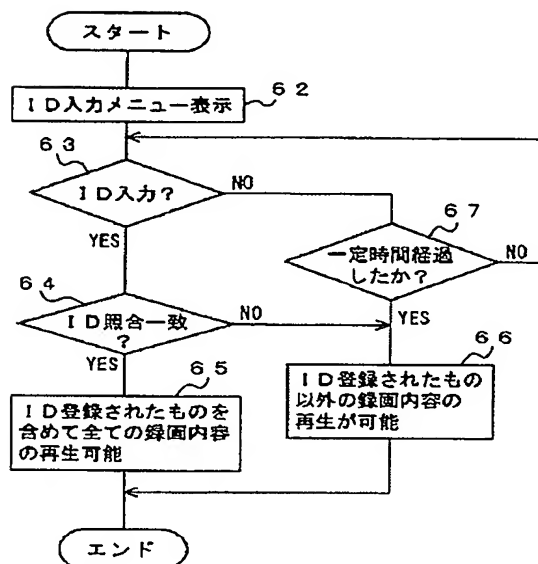 スタート
62
ID入力メニュー表示
63
ID入力?
NO
67
YES
一定時間経過
したか?
NO
64
ID照合一致
?
NO
YES
YES
65
66
ID登録されたものを
含めて全ての録画内容
の再生可能
ID登録されたもの
以外の録画内容の
再生が可能
エンド